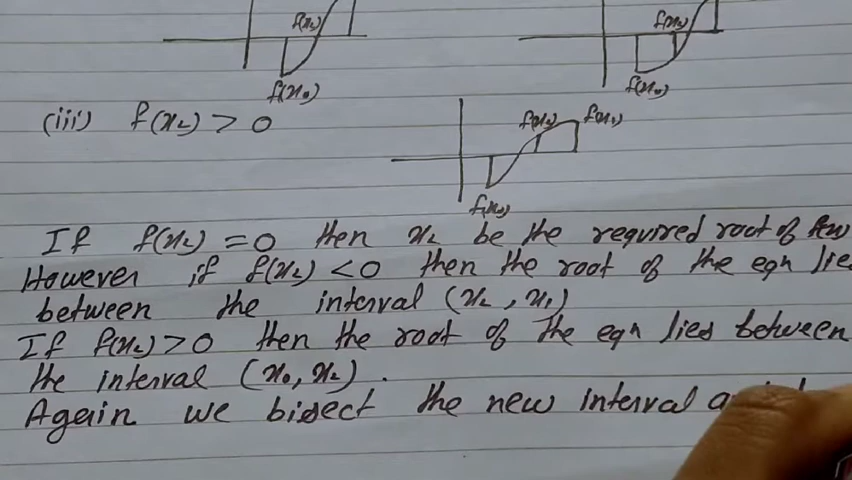 f(x₂) f(x₂)
f(x₀) f(x₀)
(iii) f(x₂) > 0
f(x₂) f(x₁)
f(x₀)
If f(x₂) = 0 then x₂ be the required root of
However if f(x₂) < 0 then the root of the eqn lies
between the interval (x₂, x₁)
If f(x₂) > 0 then the root of the eqn lies between
the interval (x₀, x₂).
Again we bisect the new interval